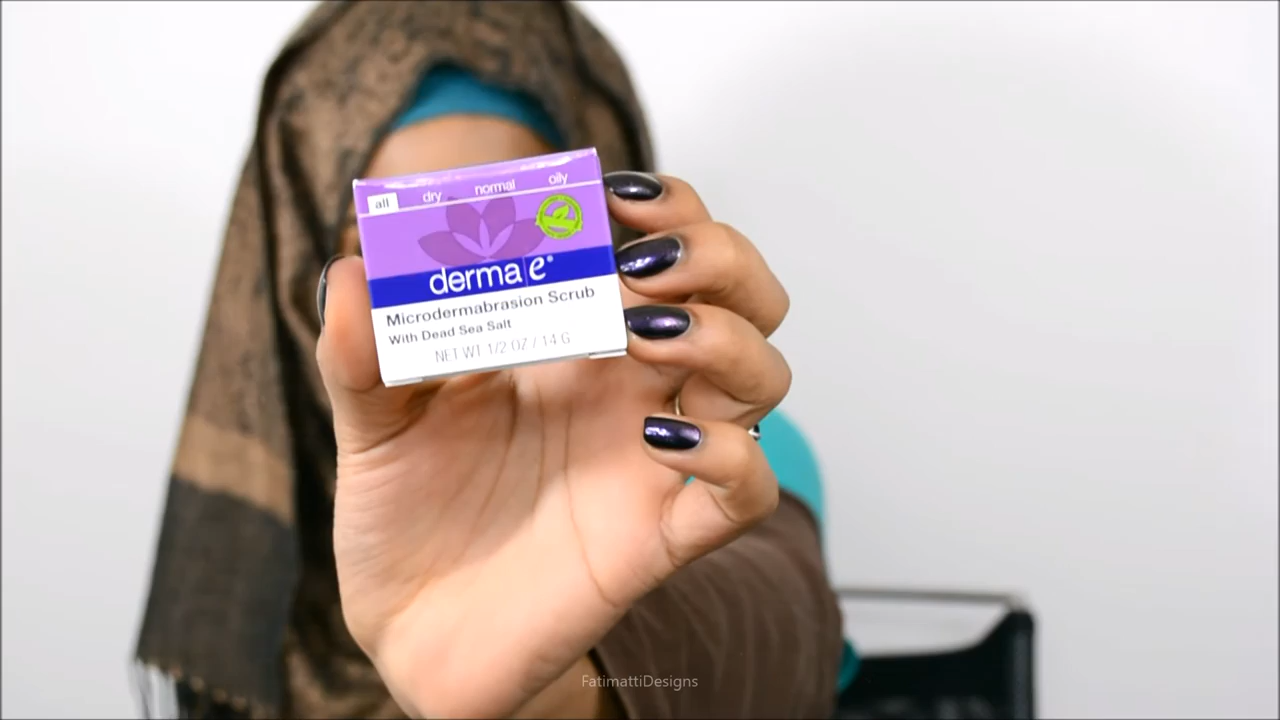 all dry normal oily
derma e®
Microdermabrasion Scrub
With Dead Sea Salt
NET WT 1/2 OZ / 14 G
FatimattiDesigns